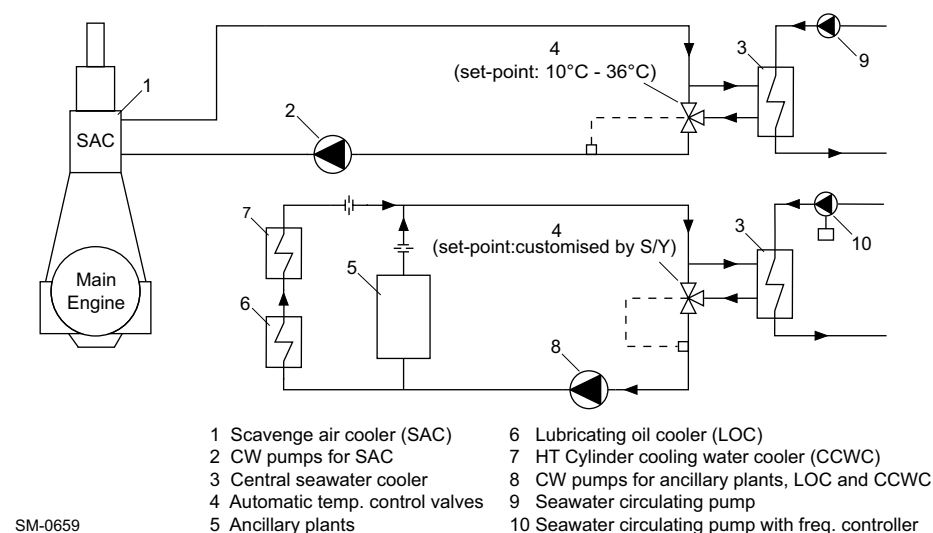 1
SAC
2
4
(set-point: 10°C - 36°C)
3
9
Main
Engine
7
6
5
4
(set-point:customised by S/Y)
3
10
8
1 Scavenge air cooler (SAC)
2 CW pumps for SAC
3 Central seawater cooler
4 Automatic temp. control valves
5 Ancillary plants
6 Lubricating oil cooler (LOC)
7 HT Cylinder cooling water cooler (CCWC)
8 CW pumps for ancillary plants, LOC and CCWC
9 Seawater circulating pump
10 Seawater circulating pump with freq. controller
SM-0659